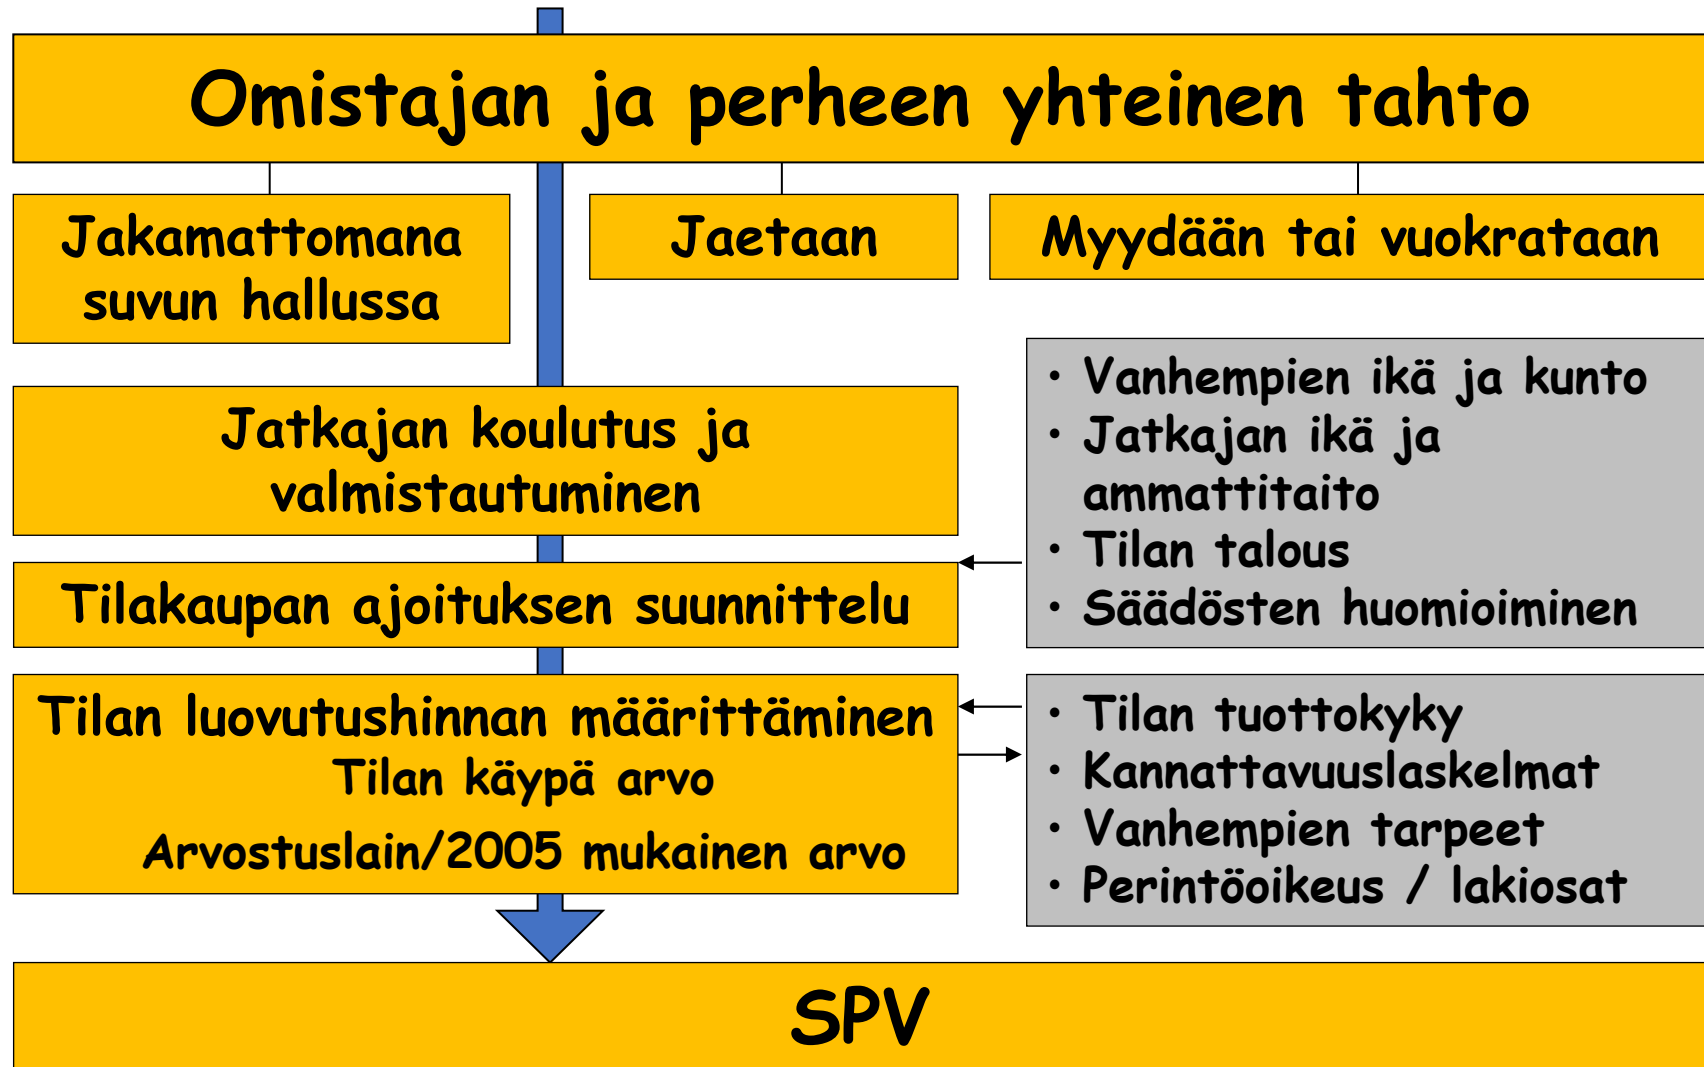 Omistajan ja perheen yhteinen tahto
Jakamattomana
suvun hallussa
Jaetaan
Myydään tai vuokrataan
Jatkajan koulutus ja
valmistautuminen
• Vanhempien ikä ja kunto
• Jatkajan ikä ja
ammattitaito
• Tilan talous
• Säädösten huomioiminen
Tilakaupan ajoituksen suunnittelu
Tilan luovutushinnan määrittäminen
Tilan käypä arvo
Arvostuslain/2005 mukainen arvo
• Tilan tuottokyky
• Kannattavuuslaskelmat
• Vanhempien tarpeet
• Perintöoikeus / lakiosat
SPV